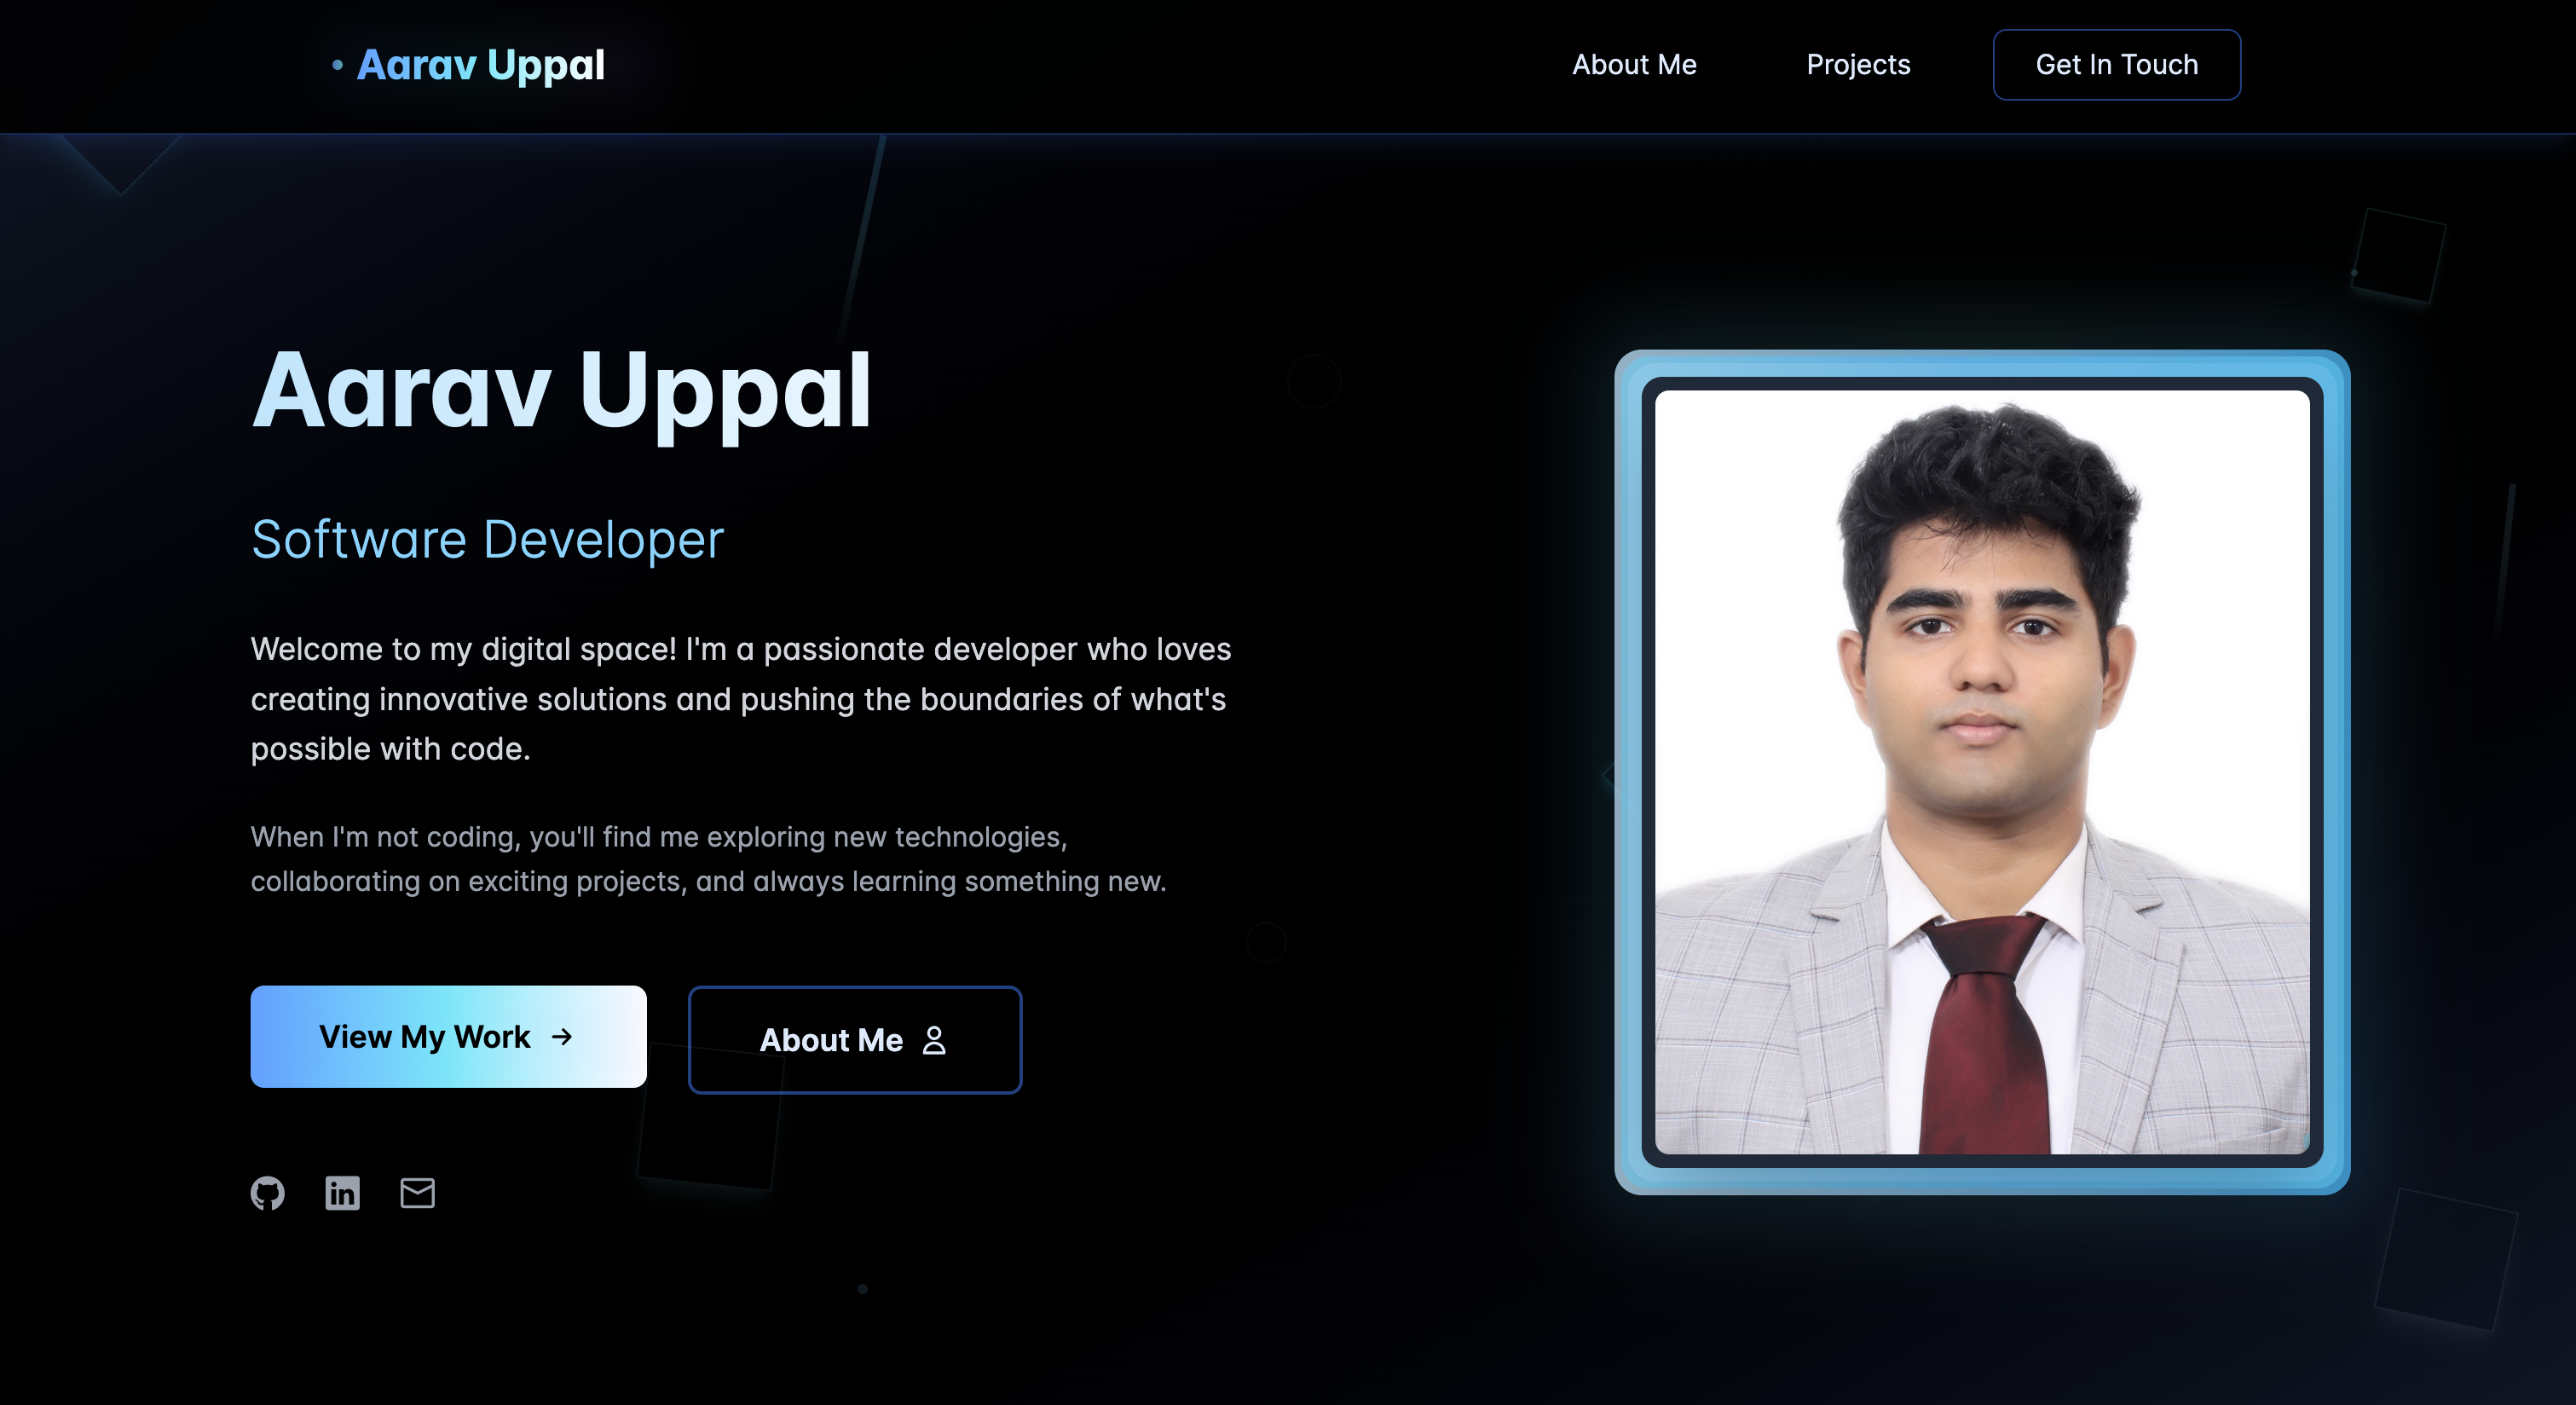 Aarav Uppal
About Me
Projects
Get In Touch
Aarav Uppal
Software Developer
Welcome to my digital space! I'm a passionate developer who loves
creating innovative solutions and pushing the boundaries of what's
possible with code.
When I'm not coding, you'll find me exploring new technologies,
collaborating on exciting projects, and always learning something new.
View My Work →
About Me
in